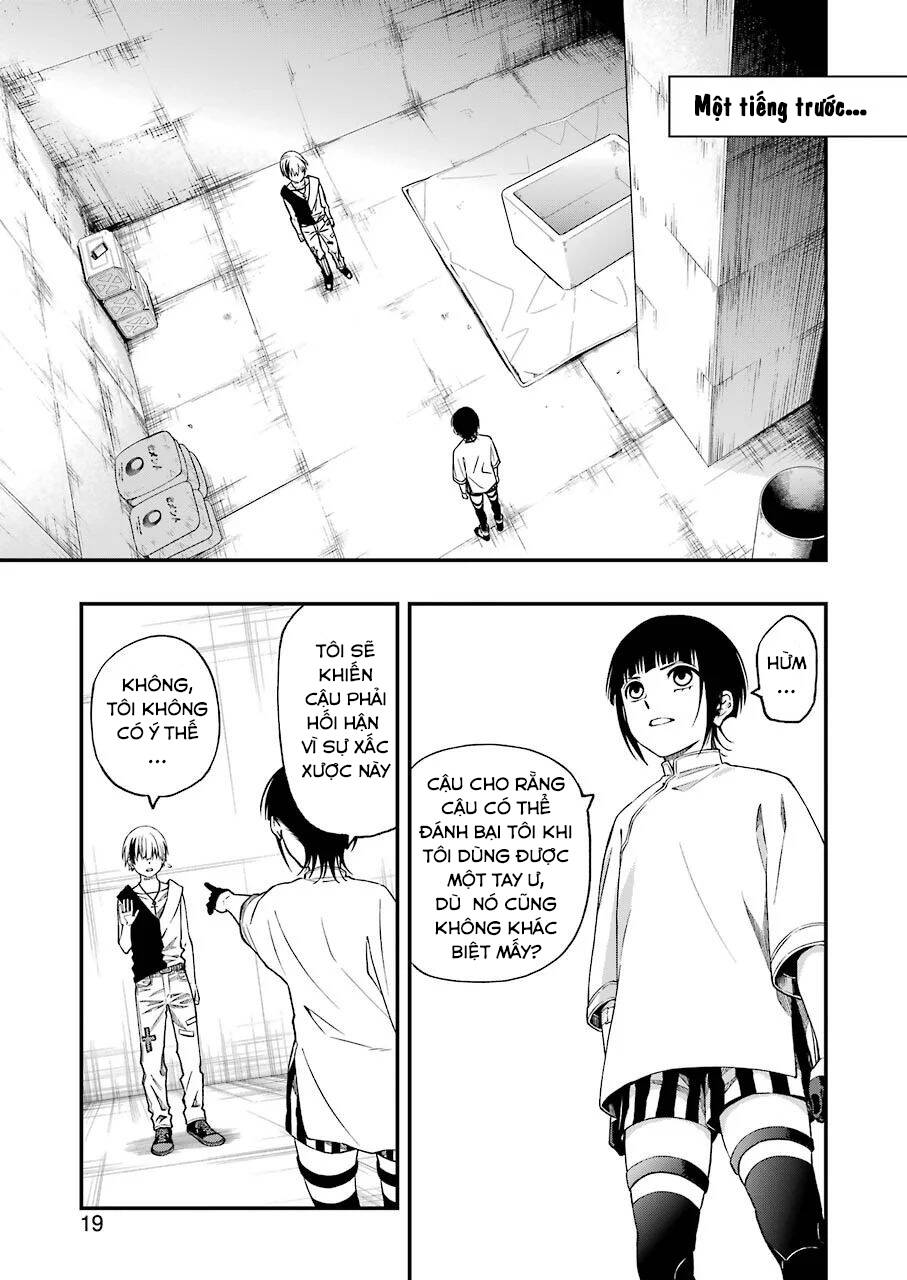 Một tiếng trước...
HỪM
...
CẬU CHO RẰNG
CẬU CÓ THỂ
ĐÁNH BẠI TÔI KHI
TÔI DÙNG ĐƯỢC
MỘT TAY Ư,
DÙ NÓ CŨNG
KHÔNG KHÁC
BIỆT MẤY?
TÔI SẼ
KHIẾN
CẬU PHẢI
HỐI HẬN
VÌ SỰ XẤC
XƯỢC NÀY
KHÔNG,
TÔI KHÔNG
CÓ Ý THẾ
...
19